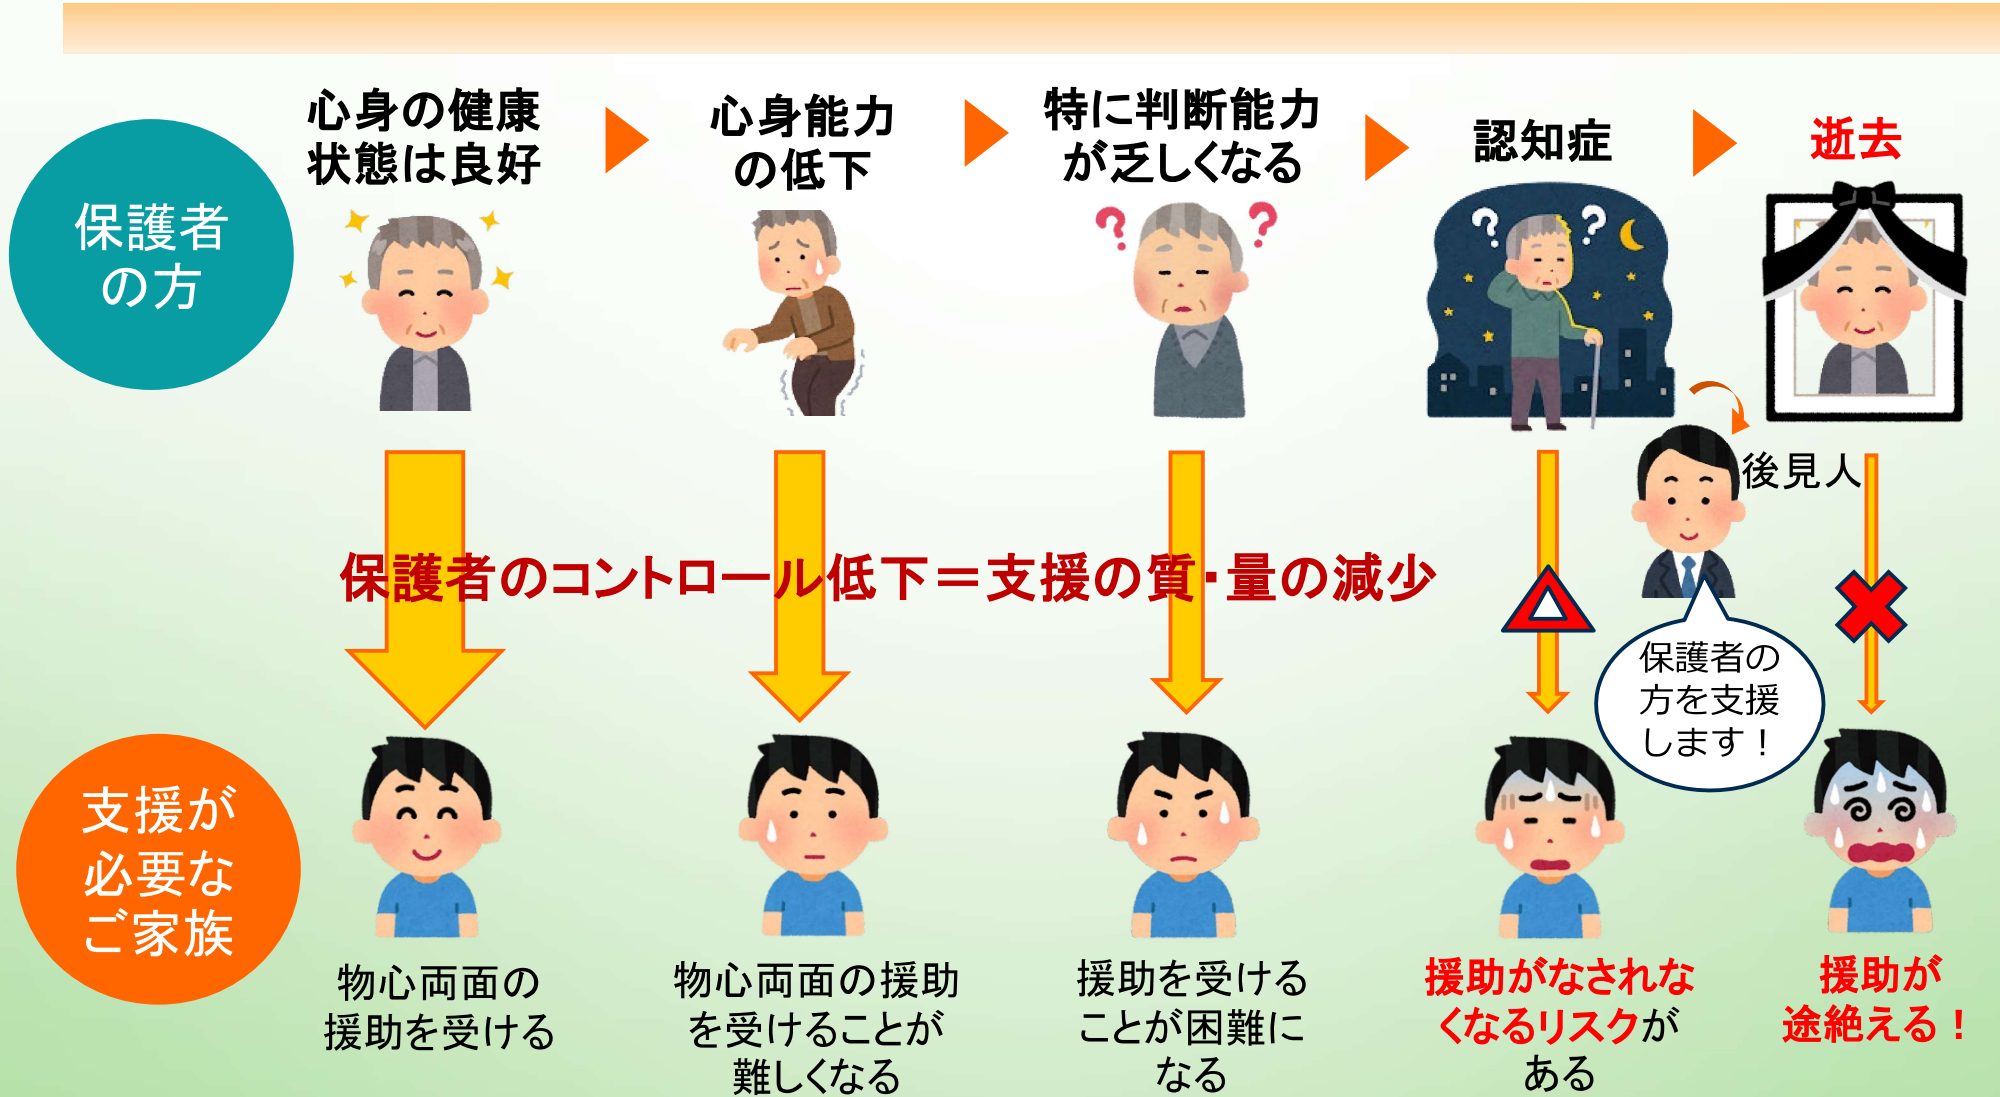 保護者
の方
心身の健康
状態は良好
心身能力
の低下
特に判断能力
が乏しくなる
認知症
逝去
? ?
? ?
後見人
保護者のコントロール低下＝支援の質・量の減少
保護者の
方を支援
します！
支援が
必要な
ご家族
物心両面の
援助を受ける
物心両面の援助
を受けることが
難しくなる
援助を受ける
ことが困難に
なる
援助がなされな
くなるリスクが
ある
援助が
途絶える！